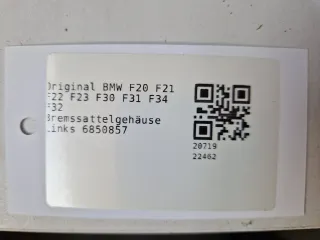 Original BMW F20 F21
F22 F23 F30 F31 F34
F32
Bremssattelgehäuse
Links 6850857
20719
22462